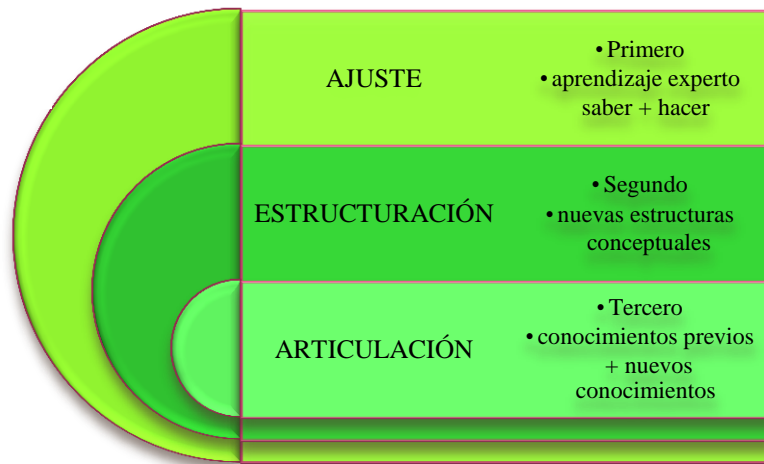 AJUSTE
• Primero
• aprendizaje experto
saber + hacer
ESTRUCTURACIÓN
• Segundo
• nuevas estructuras
conceptuales
ARTICULACIÓN
• Tercero
• conocimientos previos
+ nuevos
conocimientos